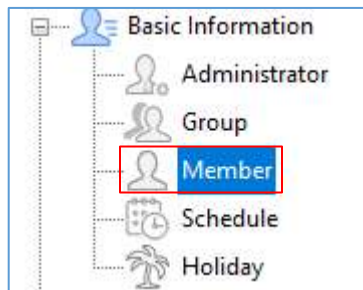 Basic Information
Administrator
Group
Member
Schedule
Holiday